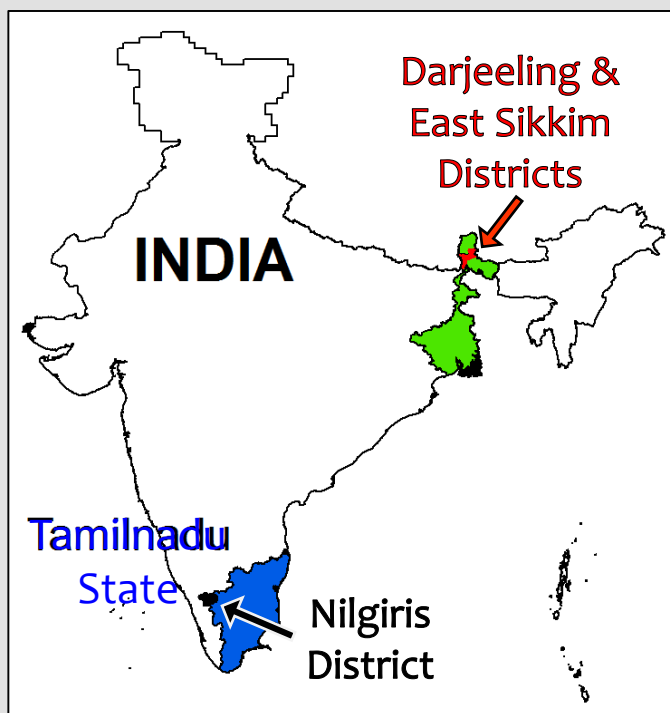 Darjeeling &
East Sikkim
Districts
INDIA
Tamilnadu
State
Nilgiris
District